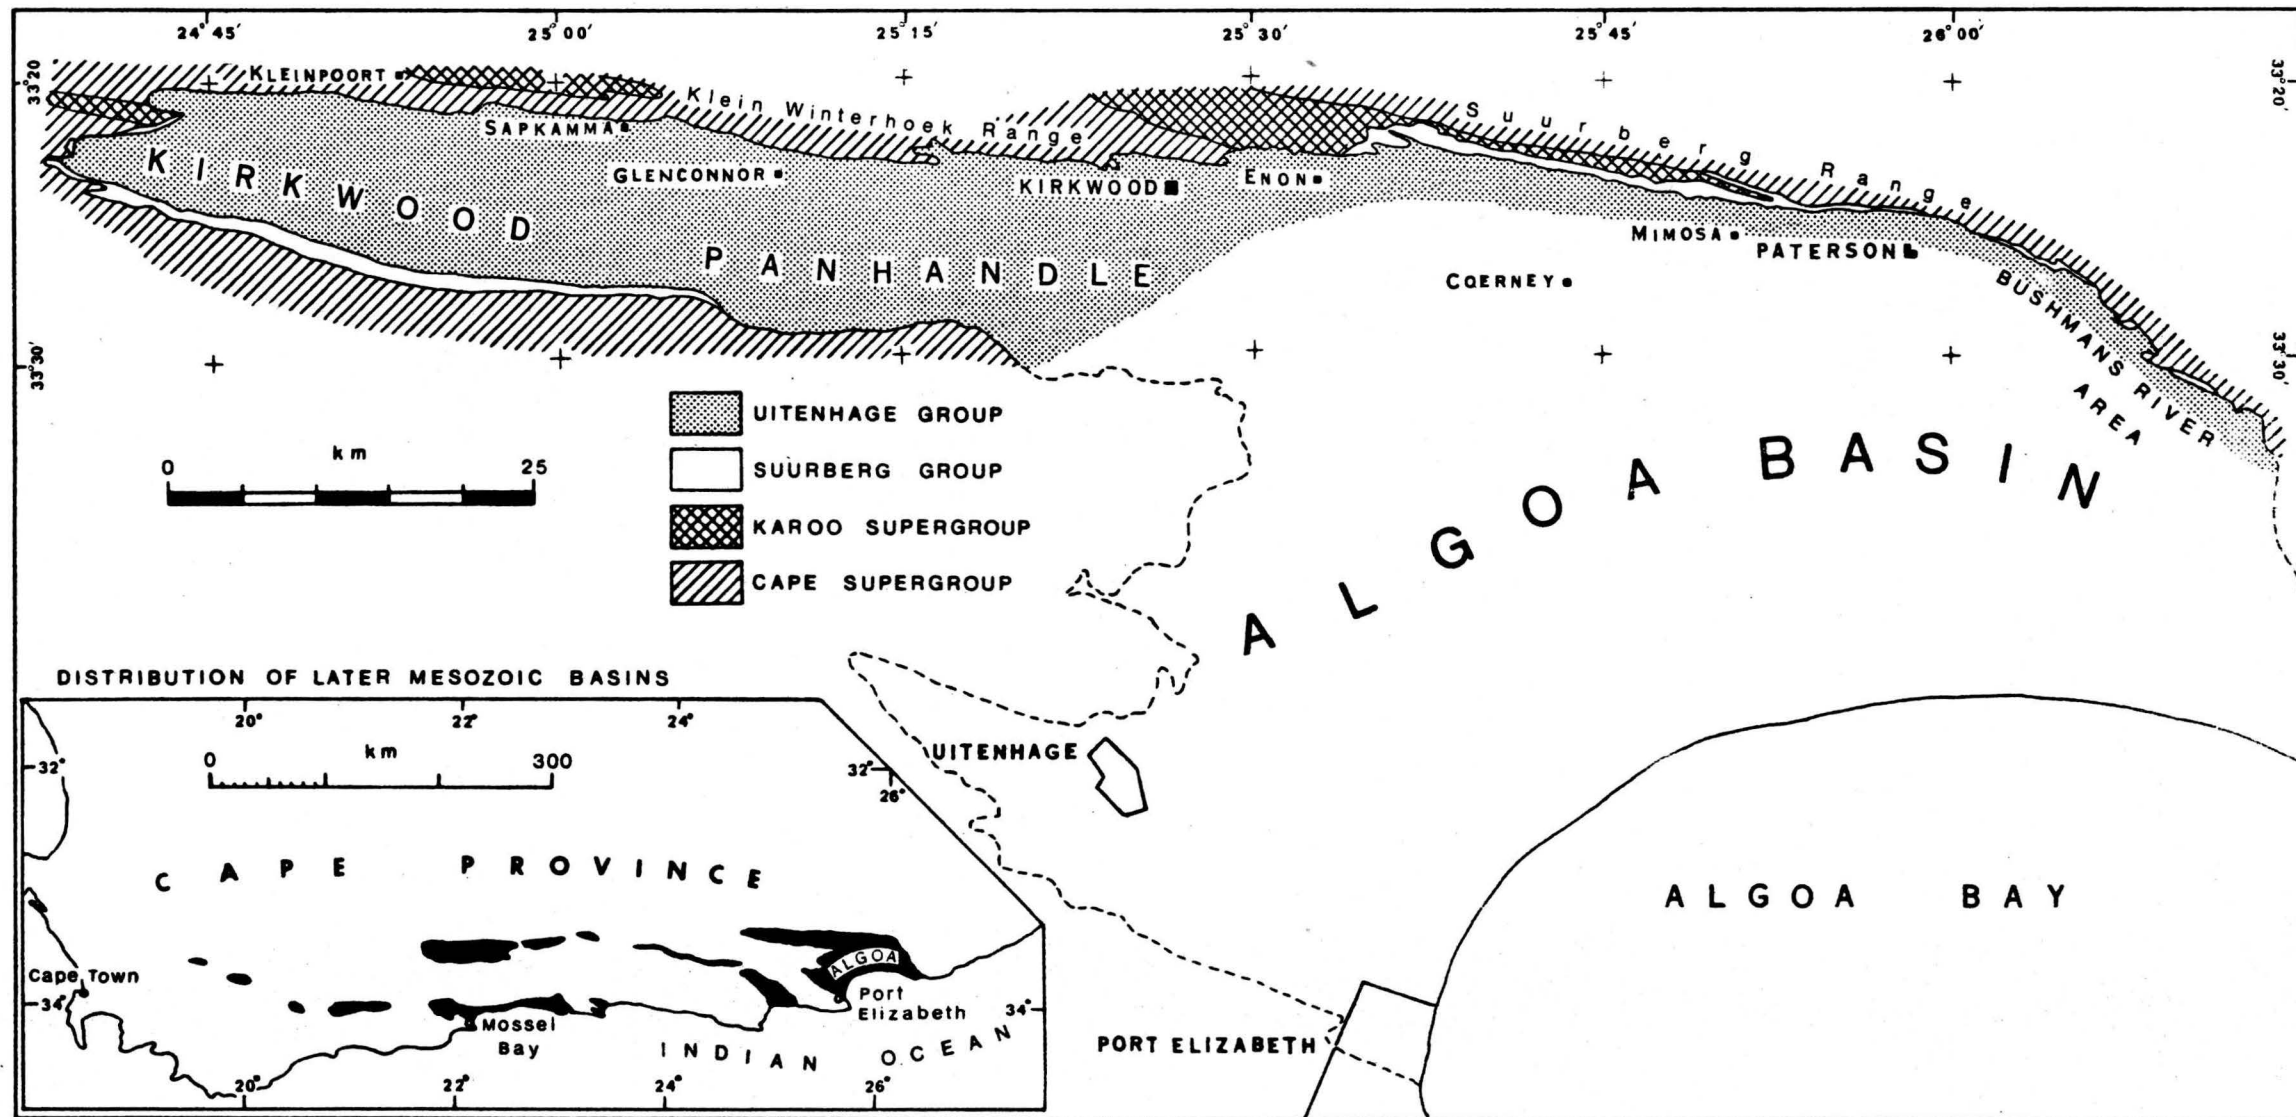 24°45′ 25°00′ 25°15′ 25°30′ 25°45′ 26°00′
33°20 33°20′
KLEINPOORT
Klein Winterhoek Range
Suurberg Range
SAPKAMMA
GLENCONNOR
KIRKWOOD
ENON
KIRKWOOD PANHANDLE
MIMOSA
PATERSON
COERNEY
BUSHMANS RIVER
AREA
33°30′ 33°30′
UITENHAGE GROUP
SUURBERG GROUP
KAROO SUPERGROUP
CAPE SUPERGROUP
km
0 25
ALGOA BASIN
DISTRIBUTION OF LATER MESOZOIC BASINS
20° 22° 24°
km
0 300
32° 32°
26°
UITENHAGE
CAPE PROVINCE
ALGOA
Cape Town
34° 34°
Port
Elizabeth
Mossel
Bay
INDIAN OCEAN
20° 22° 24° 26°
ALGOA BAY
PORT ELIZABETH